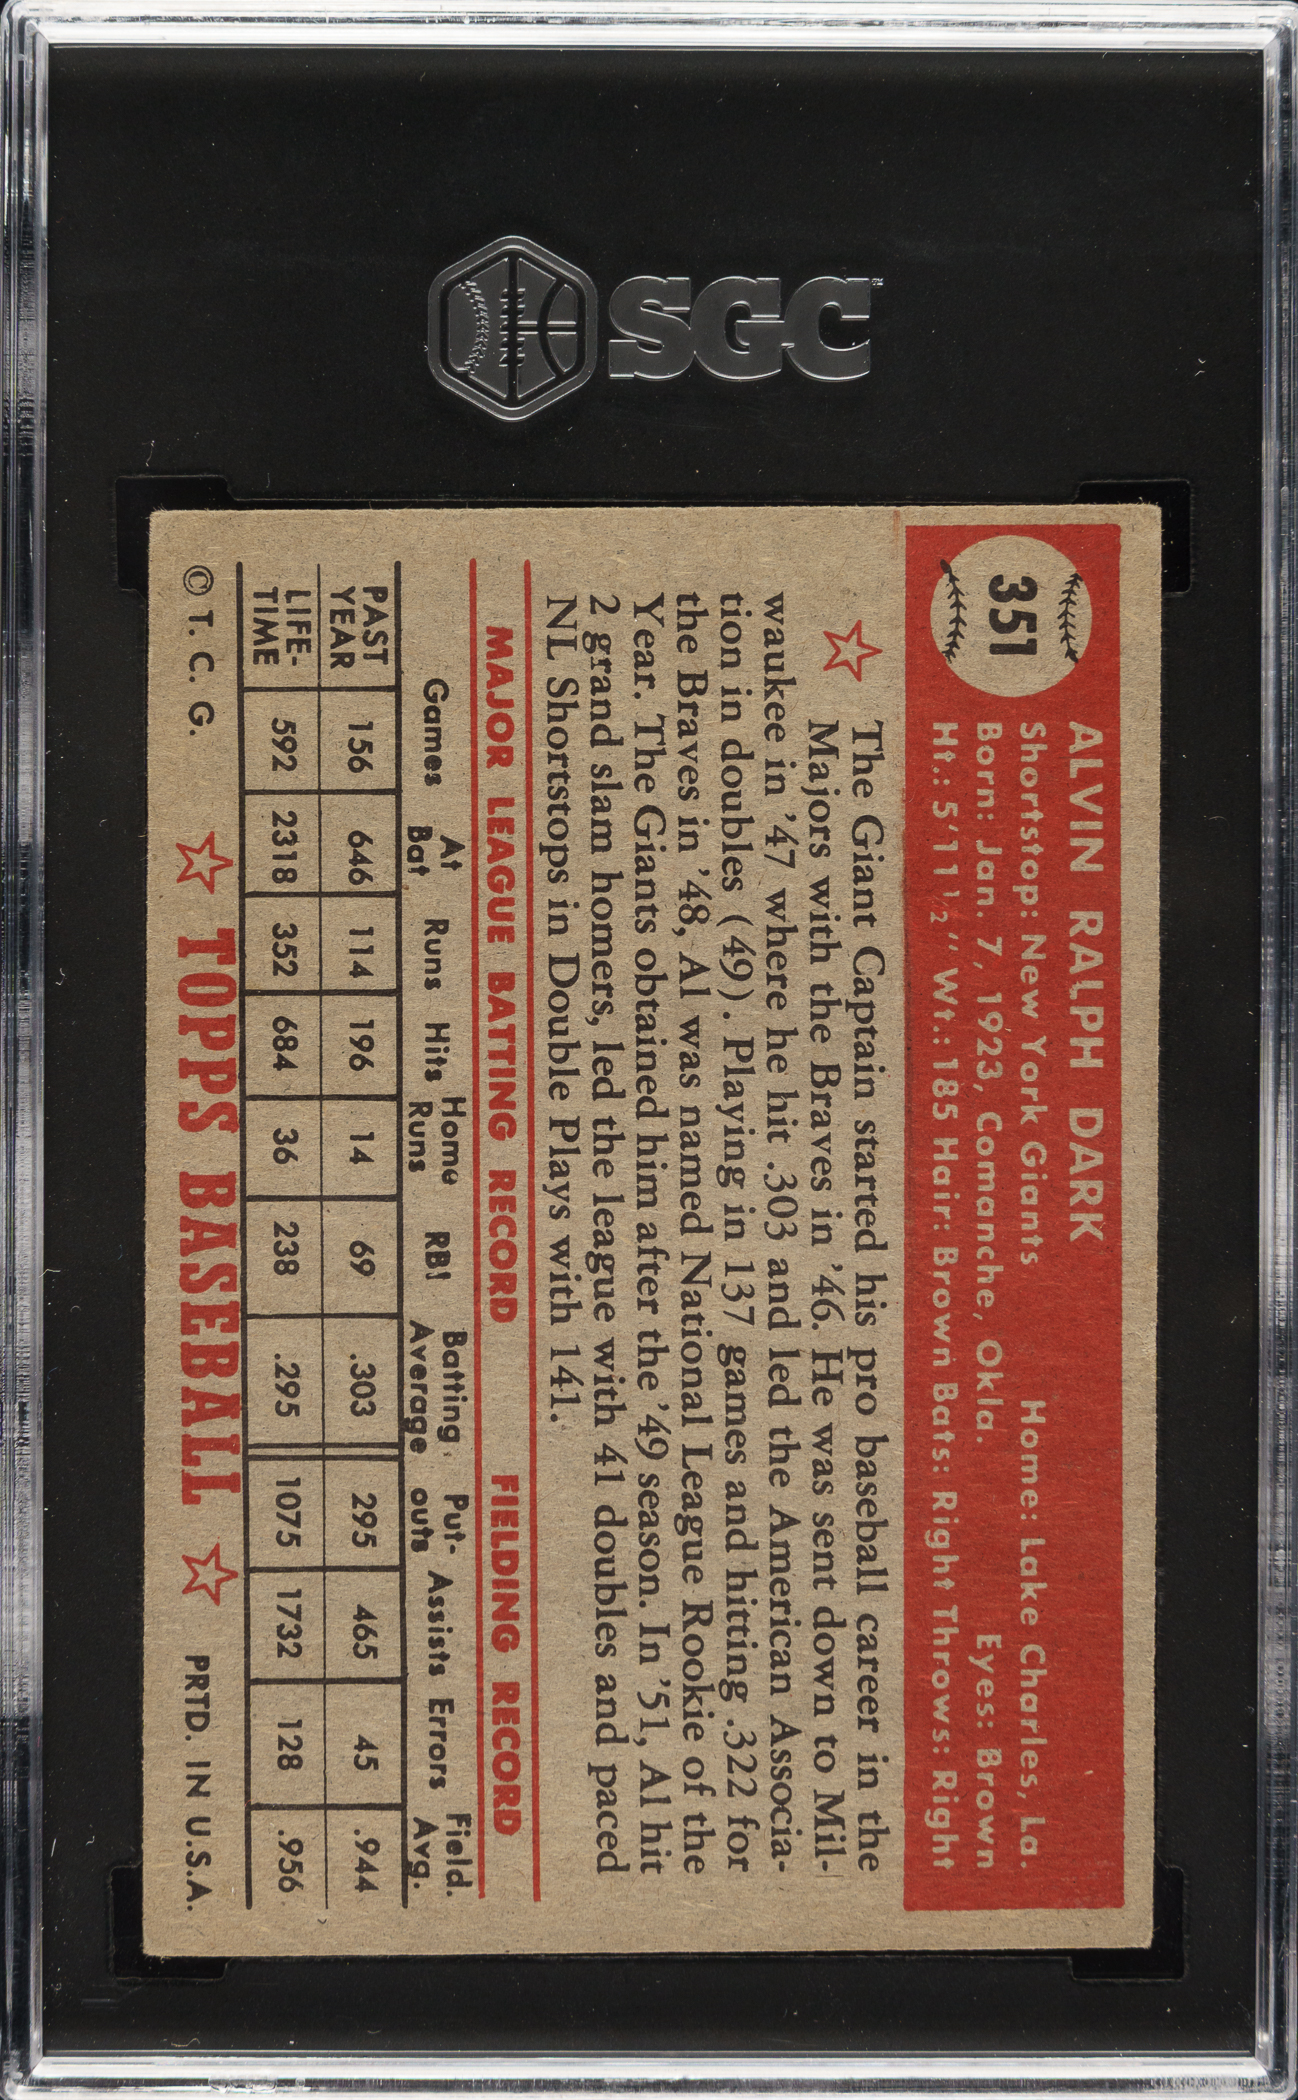 SGC
351
ALVIN RALPH DARK
Shortstop: New York Giants Home: Lake Charles, La.
Born: Jan. 7, 1923, Comanche, Okla. Eyes: Brown
Ht.: 5'11½" Wt.: 185 Hair: Brown Bats: Right Throws: Right
The Giant Captain started his pro baseball career in the
Majors with the Braves in '46. He was sent down to Mil-
waukee in '47 where he hit .303 and led the American Associa-
tion in doubles (49). Playing in 137 games and hitting .322 for
the Braves in '48, Al was named National League Rookie of the
Year. The Giants obtained him after the '49 season. In '51, Al hit
2 grand slam homers, led the league with 41 doubles and paced
NL Shortstops in Double Plays with 141.
MAJOR LEAGUE BATTING RECORD FIELDING RECORD
Games At Bat Runs Hits Home Runs RBI Batting Average Put-outs Assists Errors Field. Avg.
PAST YEAR 156 646 114 196 14 69 .303 295 465 45 .944
LIFE-TIME 592 2318 352 684 36 238 .295 1075 1732 128 .956
© T. C. G. TOPPS BASEBALL PRTD. IN U.S.A.